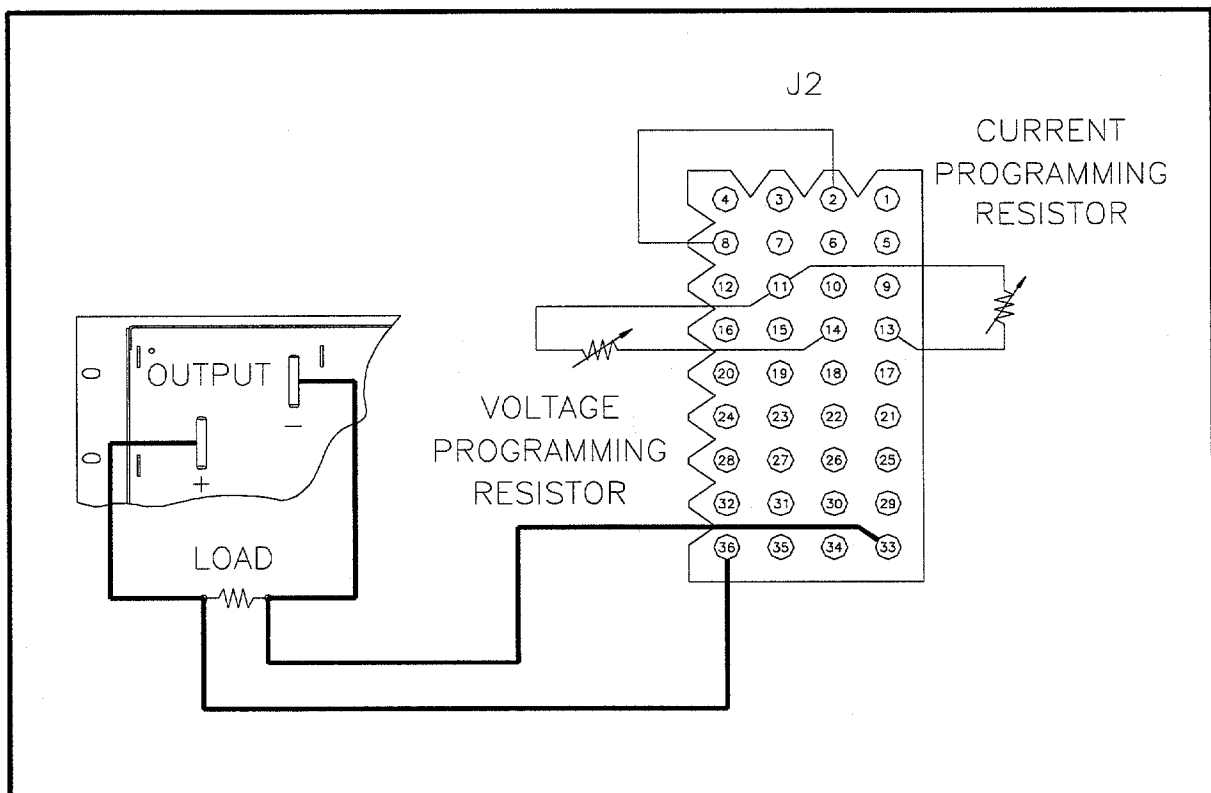 J2
CURRENT
PROGRAMMING
RESISTOR
4 3 2 1
8 7 6 5
12 11 10 9
16 15 14 13
20 19 18 17
24 23 22 21
28 27 26 25
32 31 30 29
36 35 34 33
OUTPUT
−
+
VOLTAGE
PROGRAMMING
RESISTOR
LOAD